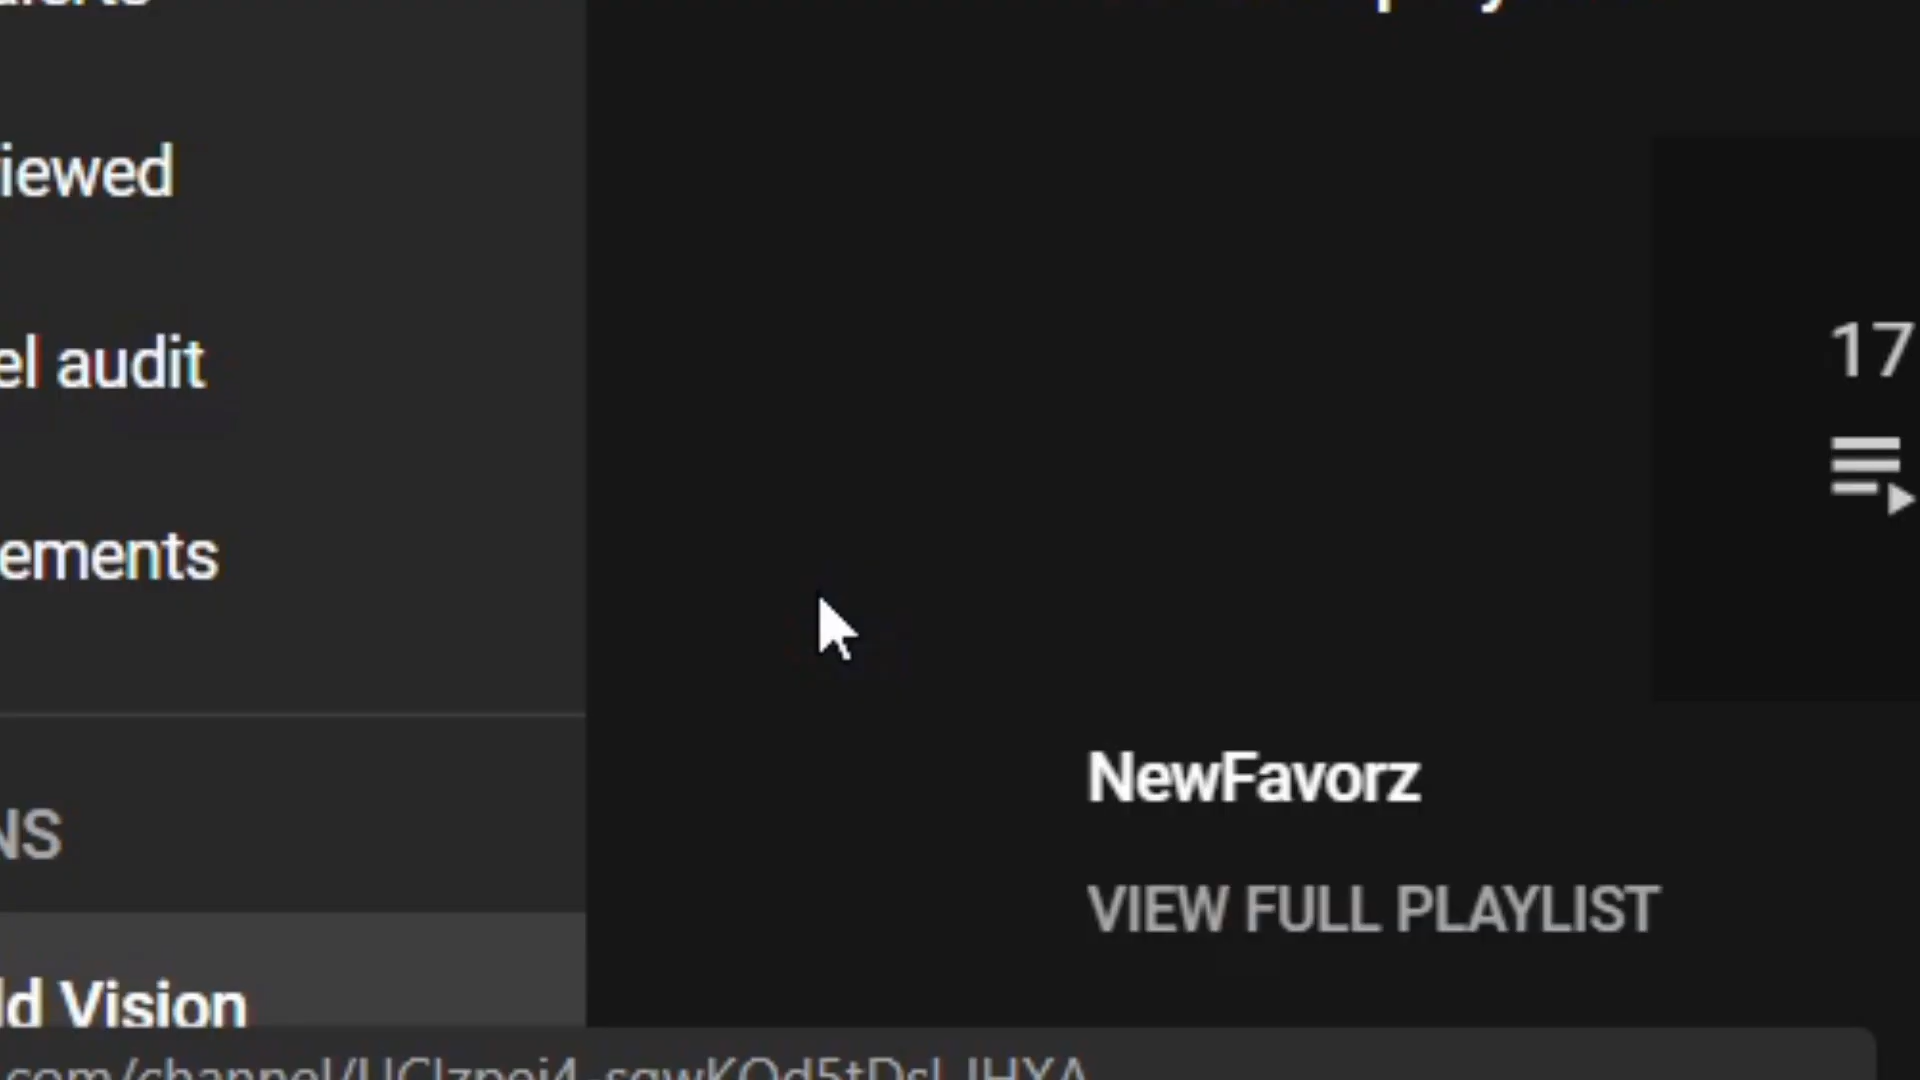 iewed
el audit
ements
NS
ld Vision
17
NewFavorz
VIEW FULL PLAYLIST